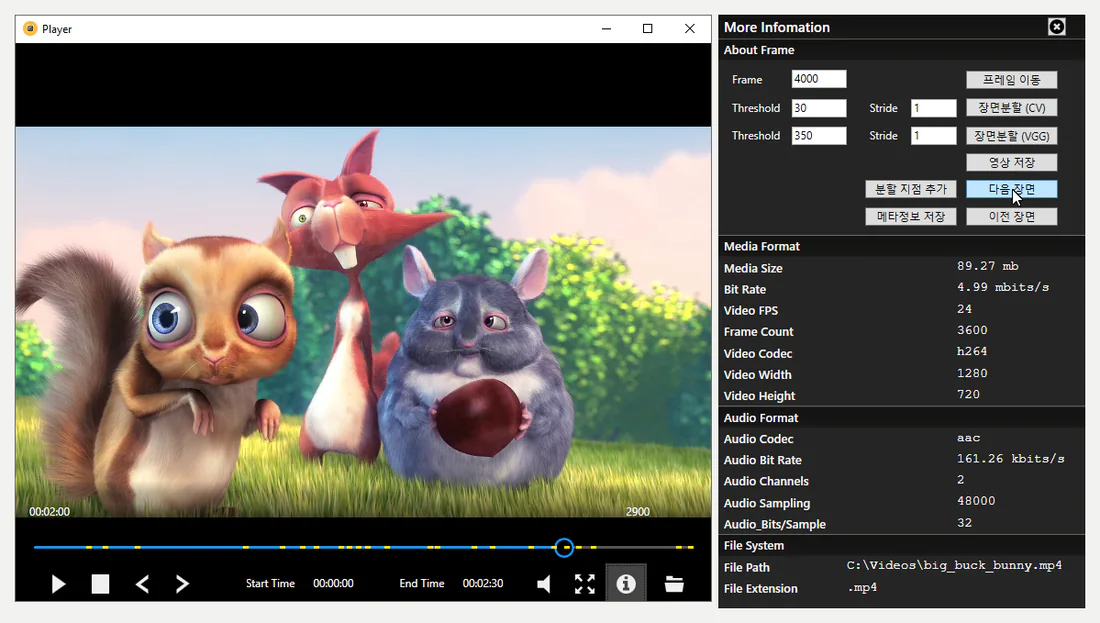 Player
00:02:00 2900
Start Time 00:00:00 End Time 00:02:30
More Infomation
About Frame
Frame 4000 프레임 이동
Threshold 30 Stride 1 장면분할 (CV)
Threshold 350 Stride 1 장면분할 (VGG)
영상 저장
분할 지점 추가 다음 장면
메타정보 저장 이전 장면
Media Format
Media Size 89.27 mb
Bit Rate 4.99 mbits/s
Video FPS 24
Frame Count 3600
Video Codec h264
Video Width 1280
Video Height 720
Audio Format
Audio Codec aac
Audio Bit Rate 161.26 kbits/s
Audio Channels 2
Audio Sampling 48000
Audio_Bits/Sample 32
File System
File Path C:\Videos\big_buck_bunny.mp4
File Extension .mp4